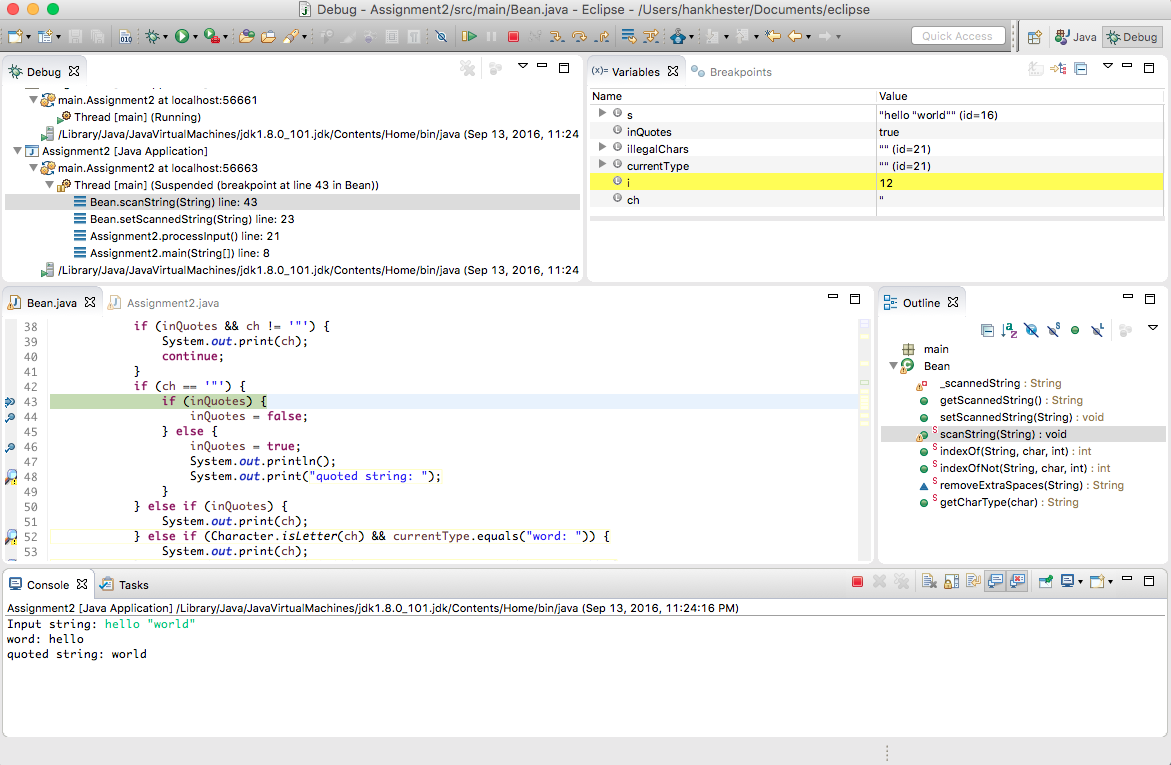 Debug - Assignment2/src/main/Bean.java - Eclipse - /Users/hankhester/Documents/eclipse
Quick Access
Java
Debug
Debug
main.Assignment2 at localhost:56661
Thread [main] (Running)
/Library/Java/JavaVirtualMachines/jdk1.8.0_101.jdk/Contents/Home/bin/java (Sep 13, 2016, 11:24
Assignment2 [Java Application]
main.Assignment2 at localhost:56663
Thread [main] (Suspended (breakpoint at line 43 in Bean))
Bean.scanString(String) line: 43
Bean.setScannedString(String) line: 23
Assignment2.processInput() line: 21
Assignment2.main(String[]) line: 8
/Library/Java/JavaVirtualMachines/jdk1.8.0_101.jdk/Contents/Home/bin/java (Sep 13, 2016, 11:24
(x)= Variables Breakpoints
Name Value
s "hello "world"" (id=16)
inQuotes true
illegalChars "" (id=21)
currentType "" (id=21)
i 12
ch "
Bean.java Assignment2.java
38 if (inQuotes && ch != '"') {
39 System.out.print(ch);
40 continue;
41 }
42 if (ch == '"') {
43 if (inQuotes) {
44 inQuotes = false;
45 } else {
46 inQuotes = true;
47 System.out.println();
48 System.out.print("quoted string: ");
49 }
50 } else if (inQuotes) {
51 System.out.print(ch);
52 } else if (Character.isLetter(ch) && currentType.equals("word: ")) {
53 System.out.print(ch);
Outline
main
Bean
_scannedString : String
getScannedString() : String
setScannedString(String) : void
scanString(String) : void
indexOf(String, char, int) : int
indexOfNot(String, char, int) : int
removeExtraSpaces(String) : String
getCharType(char) : String
Console Tasks
Assignment2 [Java Application] /Library/Java/JavaVirtualMachines/jdk1.8.0_101.jdk/Contents/Home/bin/java (Sep 13, 2016, 11:24:16 PM)
Input string: hello "world"
word: hello
quoted string: world